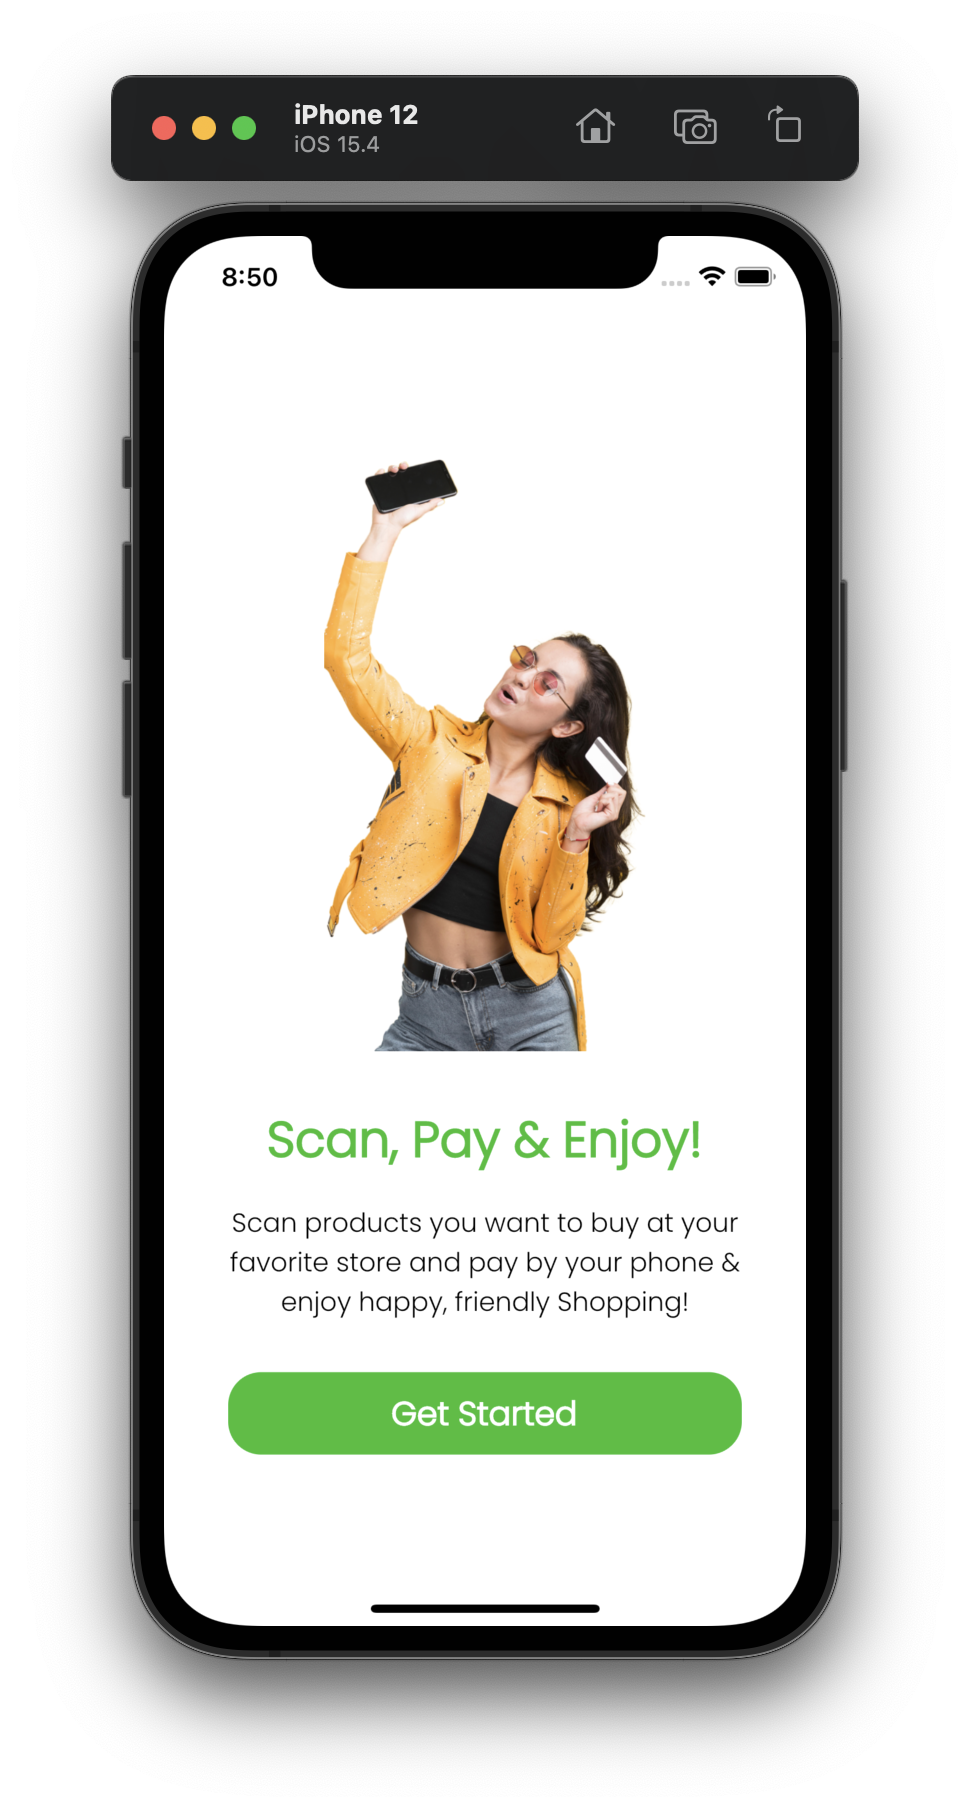 iPhone 12
iOS 15.4
8:50
Scan, Pay & Enjoy!
Scan products you want to buy at your
favorite store and pay by your phone &
enjoy happy, friendly Shopping!
Get Started